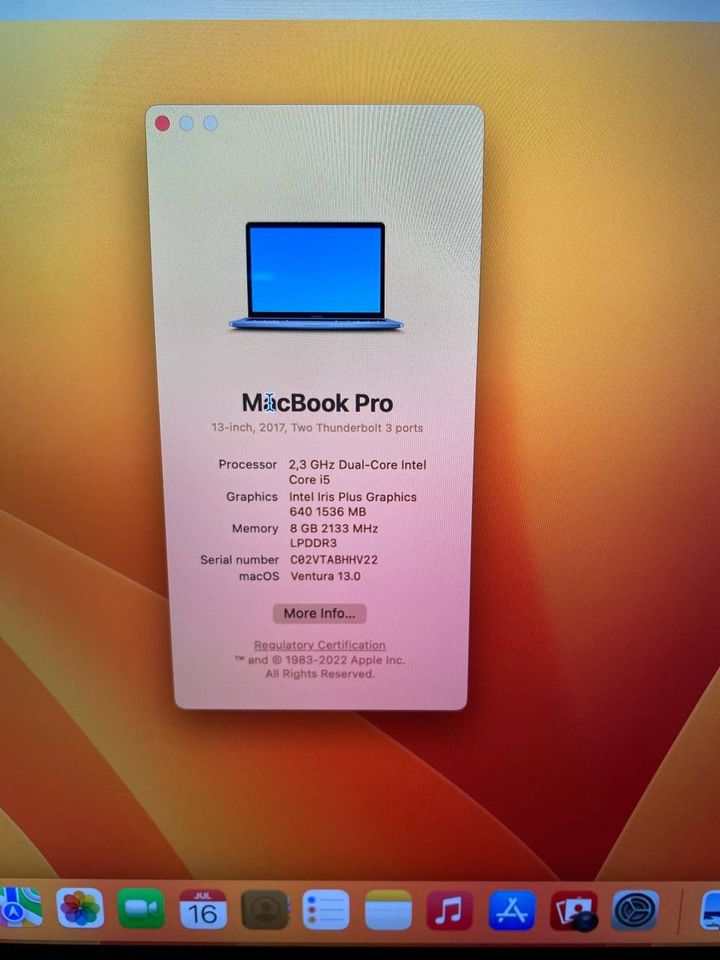 MacBook Pro
13-inch, 2017, Two Thunderbolt 3 ports
Processor 2,3 GHz Dual-Core Intel
Core i5
Graphics Intel Iris Plus Graphics
640 1536 MB
Memory 8 GB 2133 MHz
LPDDR3
Serial number C02VTABHHV22
macOS Ventura 13.0
More Info...
Regulatory Certification
™ and © 1983-2022 Apple Inc.
All Rights Reserved.
JUL
16